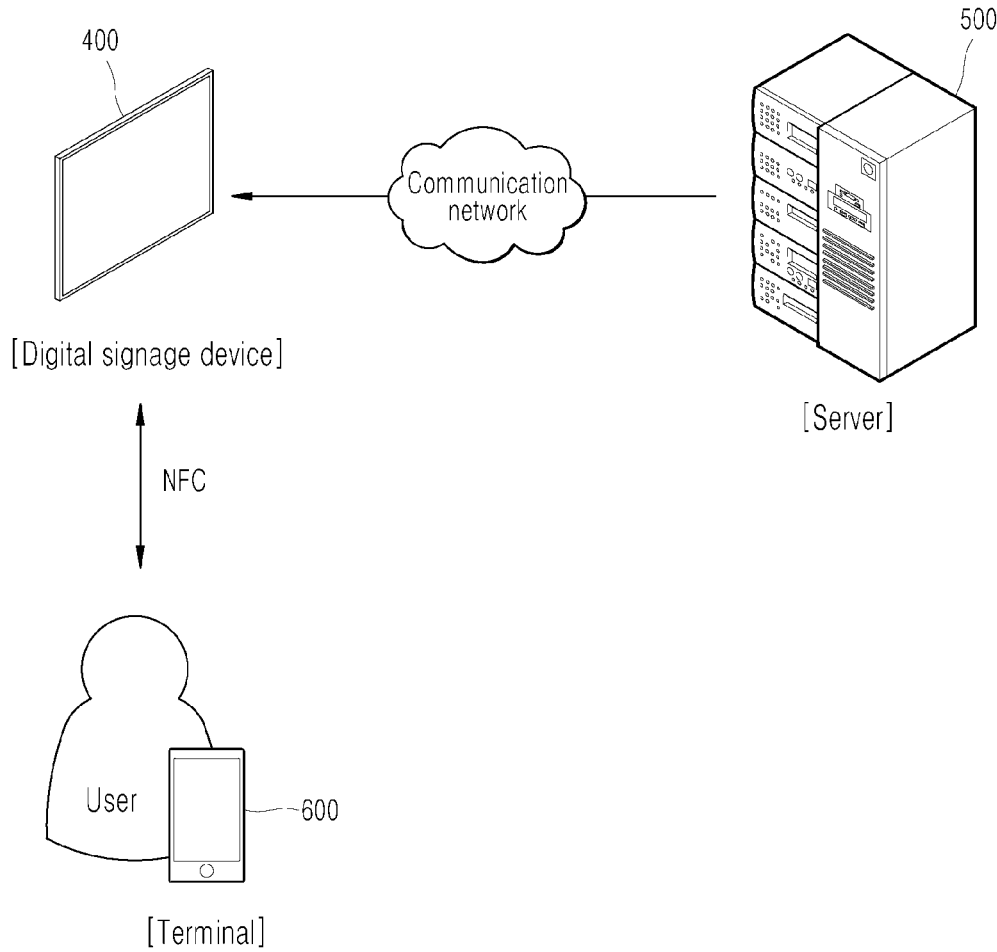 400
500
Communication
network
[Digital signage device]
[Server]
NFC
User
600
[Terminal]